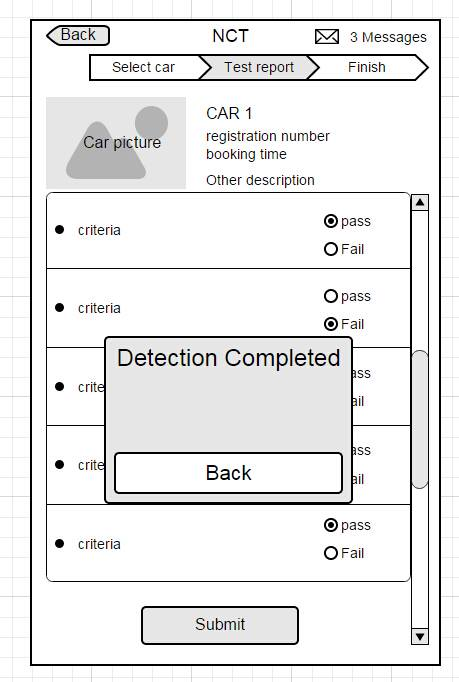 Back
NCT
3 Messages
Select car
Test report
Finish
Car picture
CAR 1
registration number
booking time
Other description
criteria
pass
Fail
criteria
pass
Fail
Detection Completed
crite
ass
ail
crite
ass
ail
Back
criteria
pass
Fail
Submit